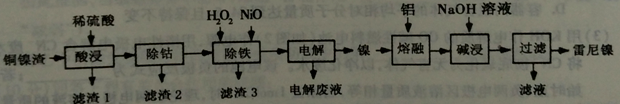 稀硫酸 H₂O₂ NiO 铝 NaOH 溶液
铜镍渣 酸浸 除钴 除铁 电解 镍 熔融 碱浸 过滤 雷尼镍
滤渣 1 滤渣 2 滤渣 3 电解废液 滤液